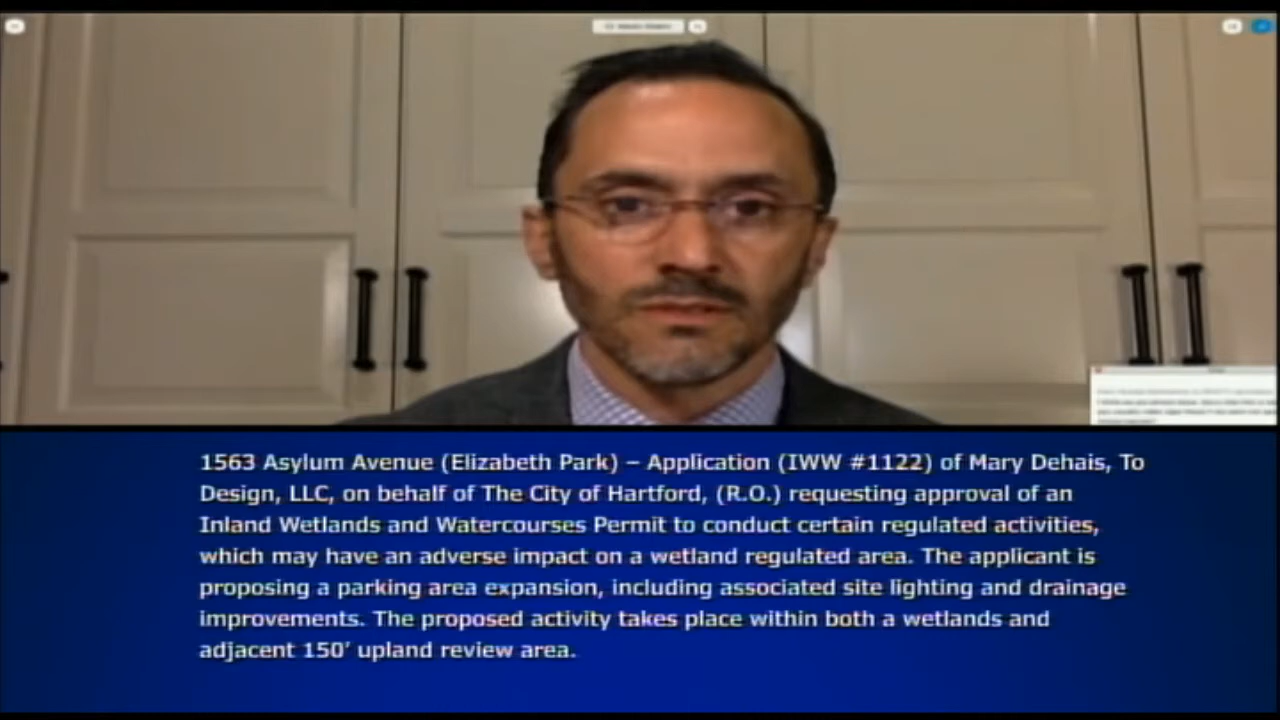 1563 Asylum Avenue (Elizabeth Park) – Application (IWW #1122) of Mary Dehais, To
Design, LLC, on behalf of The City of Hartford, (R.O.) requesting approval of an
Inland Wetlands and Watercourses Permit to conduct certain regulated activities,
which may have an adverse impact on a wetland regulated area. The applicant is
proposing a parking area expansion, including associated site lighting and drainage
improvements. The proposed activity takes place within both a wetlands and
adjacent 150’ upland review area.